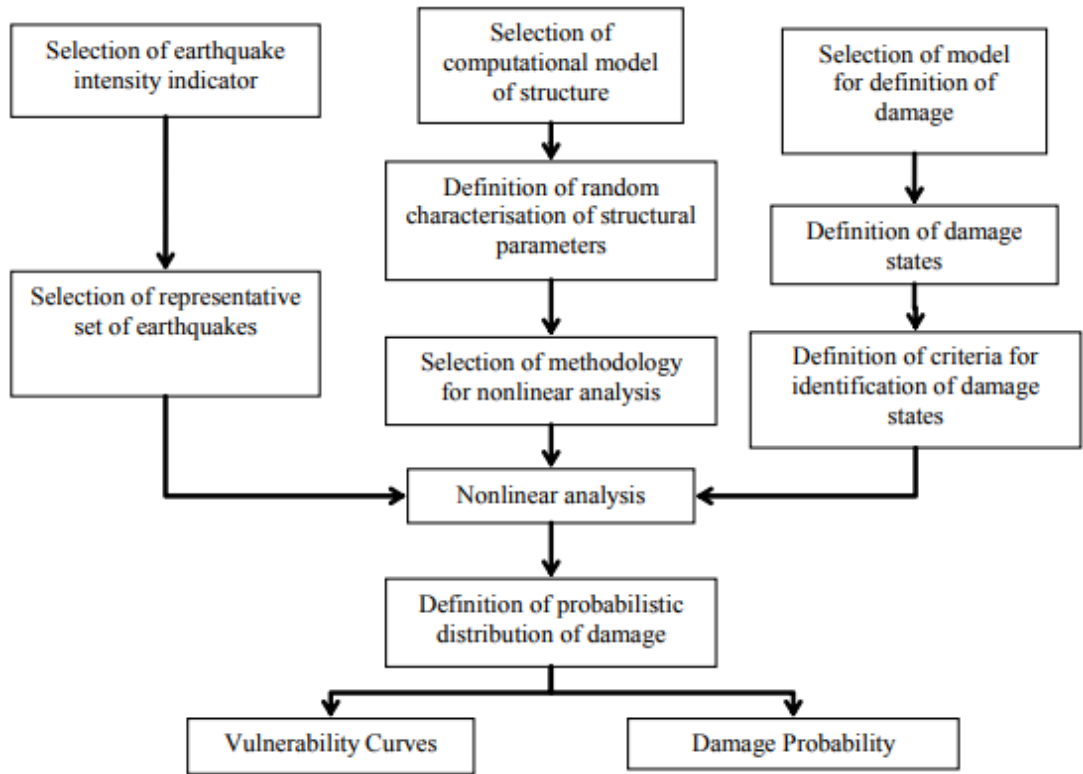 Selection of earthquake
intensity indicator
Selection of
computational model
of structure
Selection of model
for definition of
damage
Definition of random
characterisation of structural
parameters
Definition of damage
states
Selection of representative
set of earthquakes
Selection of methodology
for nonlinear analysis
Definition of criteria for
identification of damage
states
Nonlinear analysis
Definition of probabilistic
distribution of damage
Vulnerability Curves
Damage Probability